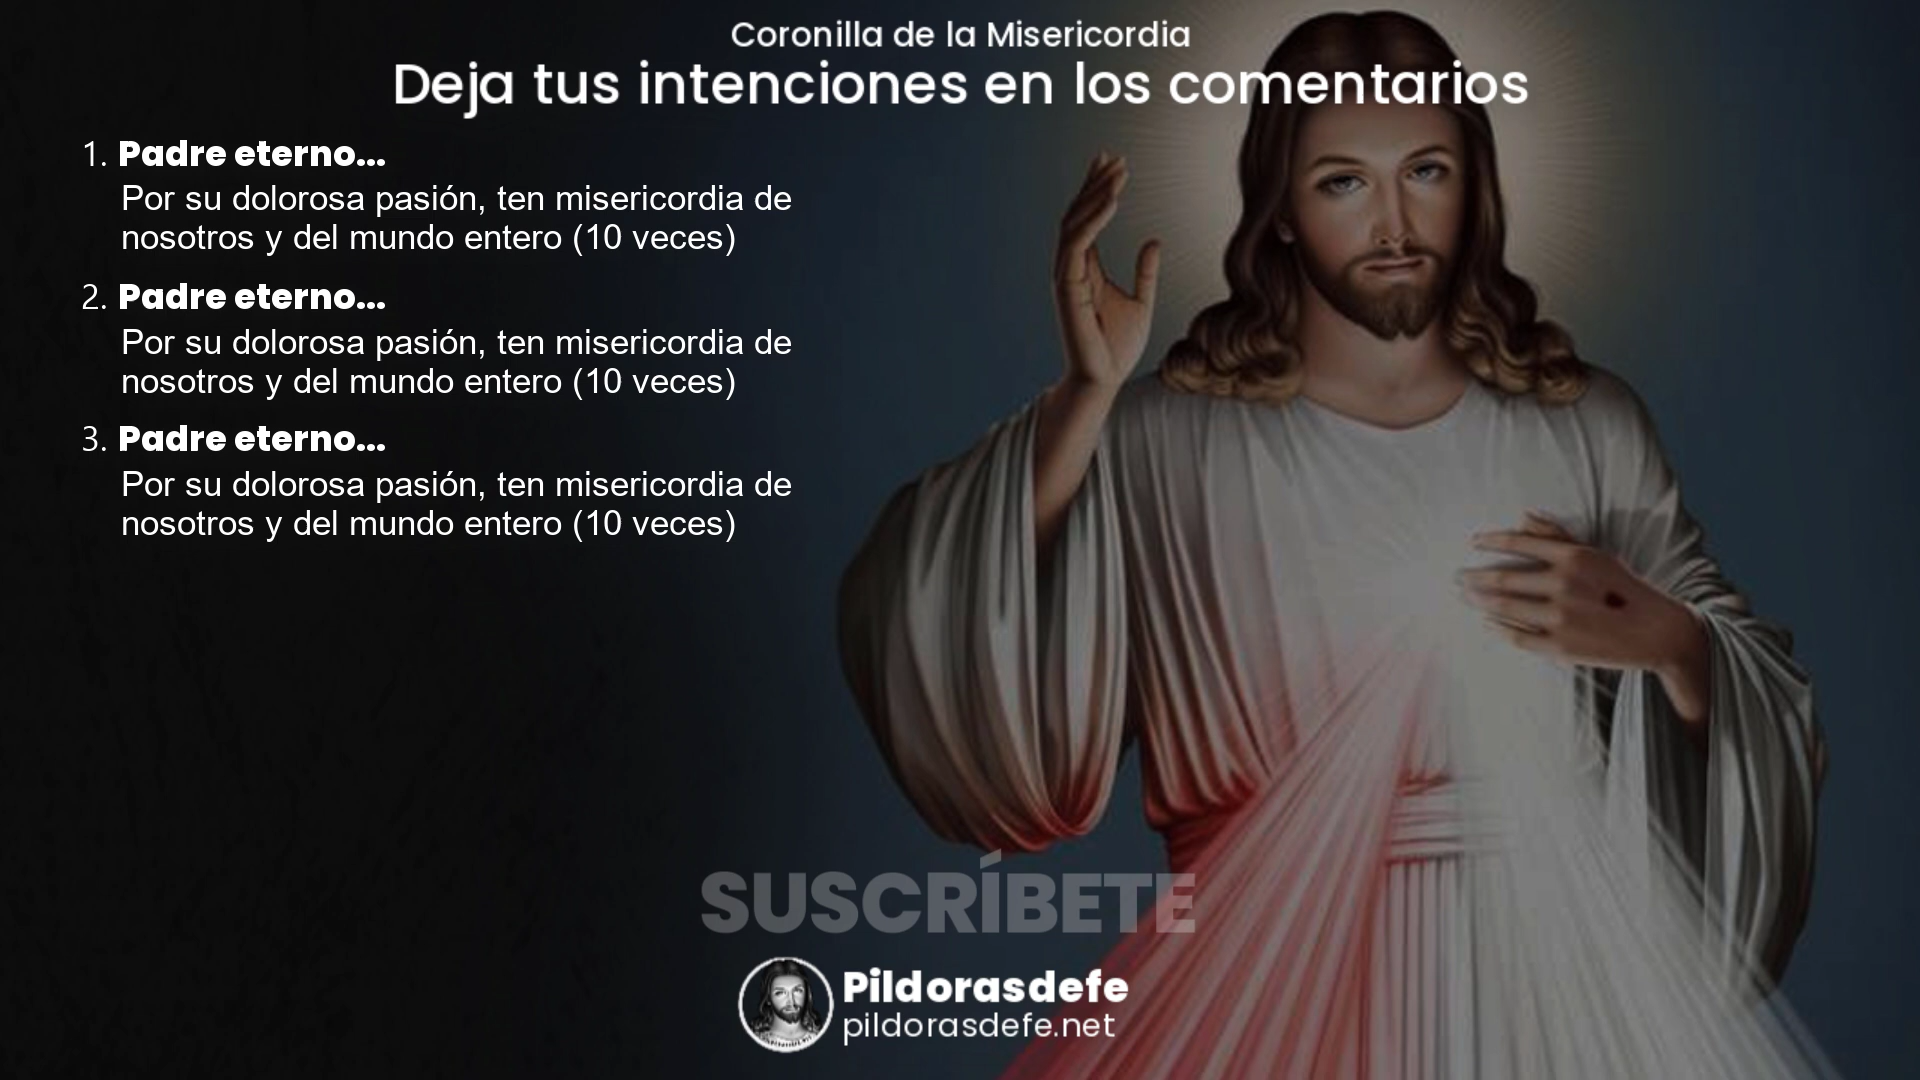 Coronilla de la Misericordia
Deja tus intenciones en los comentarios
1. Padre eterno...
Por su dolorosa pasión, ten misericordia de
nosotros y del mundo entero (10 veces)
2. Padre eterno...
Por su dolorosa pasión, ten misericordia de
nosotros y del mundo entero (10 veces)
3. Padre eterno...
Por su dolorosa pasión, ten misericordia de
nosotros y del mundo entero (10 veces)
SUSCRÍBETE
Pildorasdefe
pildorasdefe.net